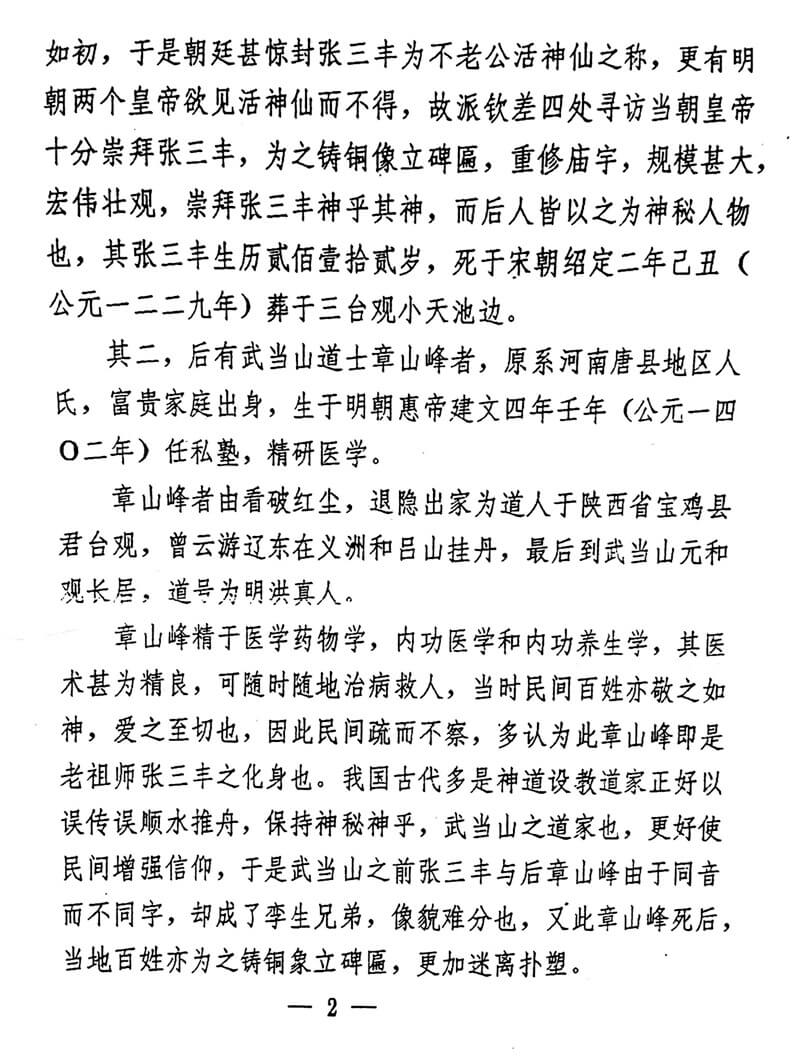 如初，于是朝廷甚惊封张三丰为不老公活神仙之称，更有明
朝两个皇帝欲见活神仙而不得，故派钦差四处寻访当朝皇帝
十分崇拜张三丰，为之铸铜像立碑匾，重修庙宇，规模甚大，
宏伟壮观，崇拜张三丰神乎其神，而后人皆以之为神秘人物
也，其张三丰生历贰佰壹拾贰岁，死于宋朝绍定二年己丑（
公元一二二九年）葬于三台观小天池边。
其二，后有武当山道士章山峰者，原系河南唐县地区人
氏，富贵家庭出身，生于明朝惠帝建文四年壬年（公元一四
〇二年）任私塾，精研医学。
章山峰者由看破红尘，退隐出家为道人于陕西省宝鸡县
君台观，曾云游辽东在义洲和吕山挂丹，最后到武当山元和
观长居，道号为明洪真人。
章山峰精于医学药物学，内功医学和内功养生学，其医
术甚为精良，可随时随地治病救人，当时民间百姓亦敬之如
神，爱之至切也，因此民间疏而不察，多认为此章山峰即是
老祖师张三丰之化身也。我国古代多是神道设教道家正好以
误传误顺水推舟，保持神秘神乎，武当山之道家也，更好使
民间增强信仰，于是武当山之前张三丰与后章山峰由于同音
而不同字，却成了孪生兄弟，像貌难分也，又此章山峰死后，
当地百姓亦为之铸铜象立碑匾，更加迷离扑塑。
— 2 —